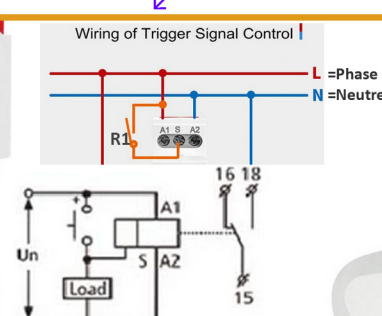 Wiring of Trigger Signal Control
L =Phase
N =Neutre
R1
A1 S A2
16 18
A1
Un
S A2
Load
15